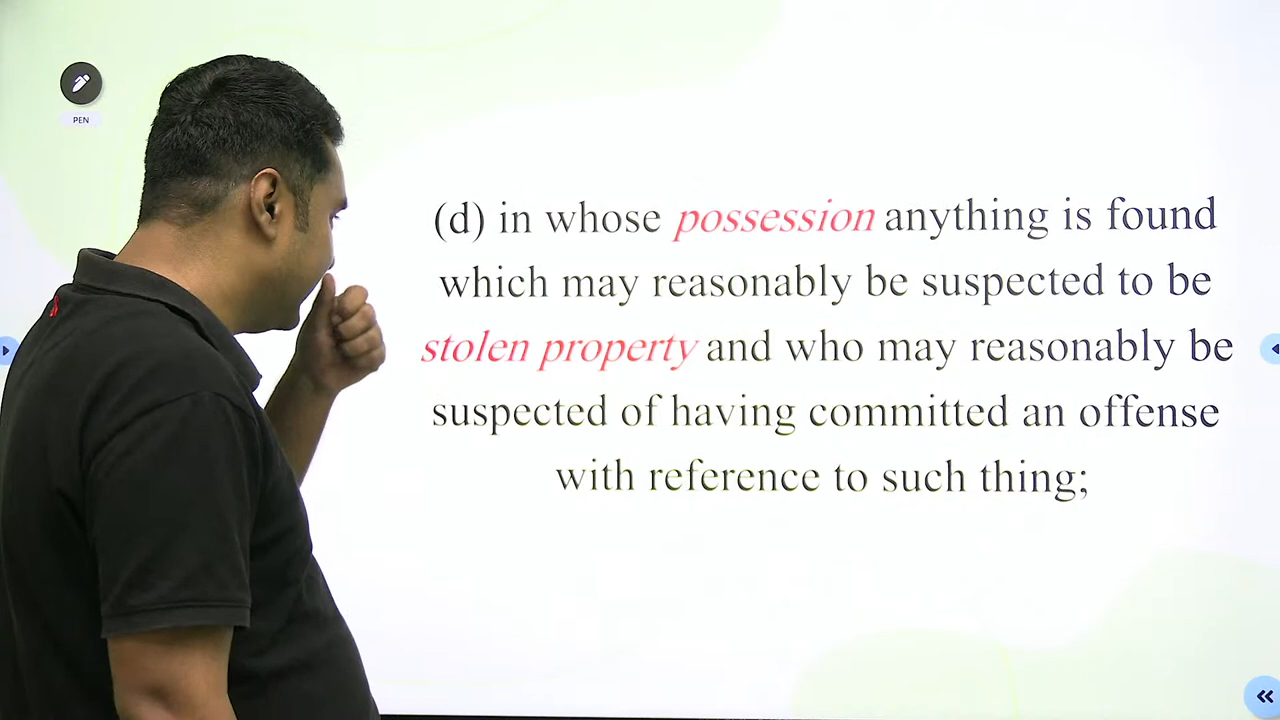 PEN
(d) in whose possession anything is found
which may reasonably be suspected to be
stolen property and who may reasonably be
suspected of having committed an offense
with reference to such thing;